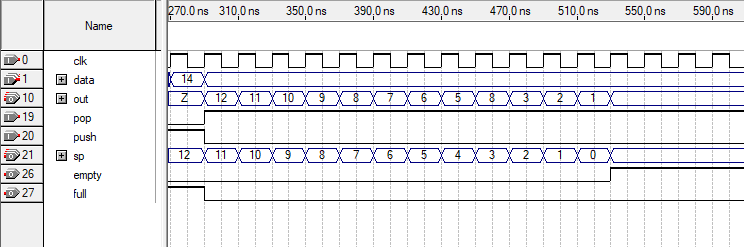 Name
270.0 ns 310.0 ns 350.0 ns 390.0 ns 430.0 ns 470.0 ns 510.0 ns 550.0 ns 590.0 ns
0 clk
1 data 14
10 out Z 12 11 10 9 8 7 6 5 8 3 2 1
19 pop
20 push
21 sp 12 11 10 9 8 7 6 5 4 3 2 1 0
26 empty
27 full